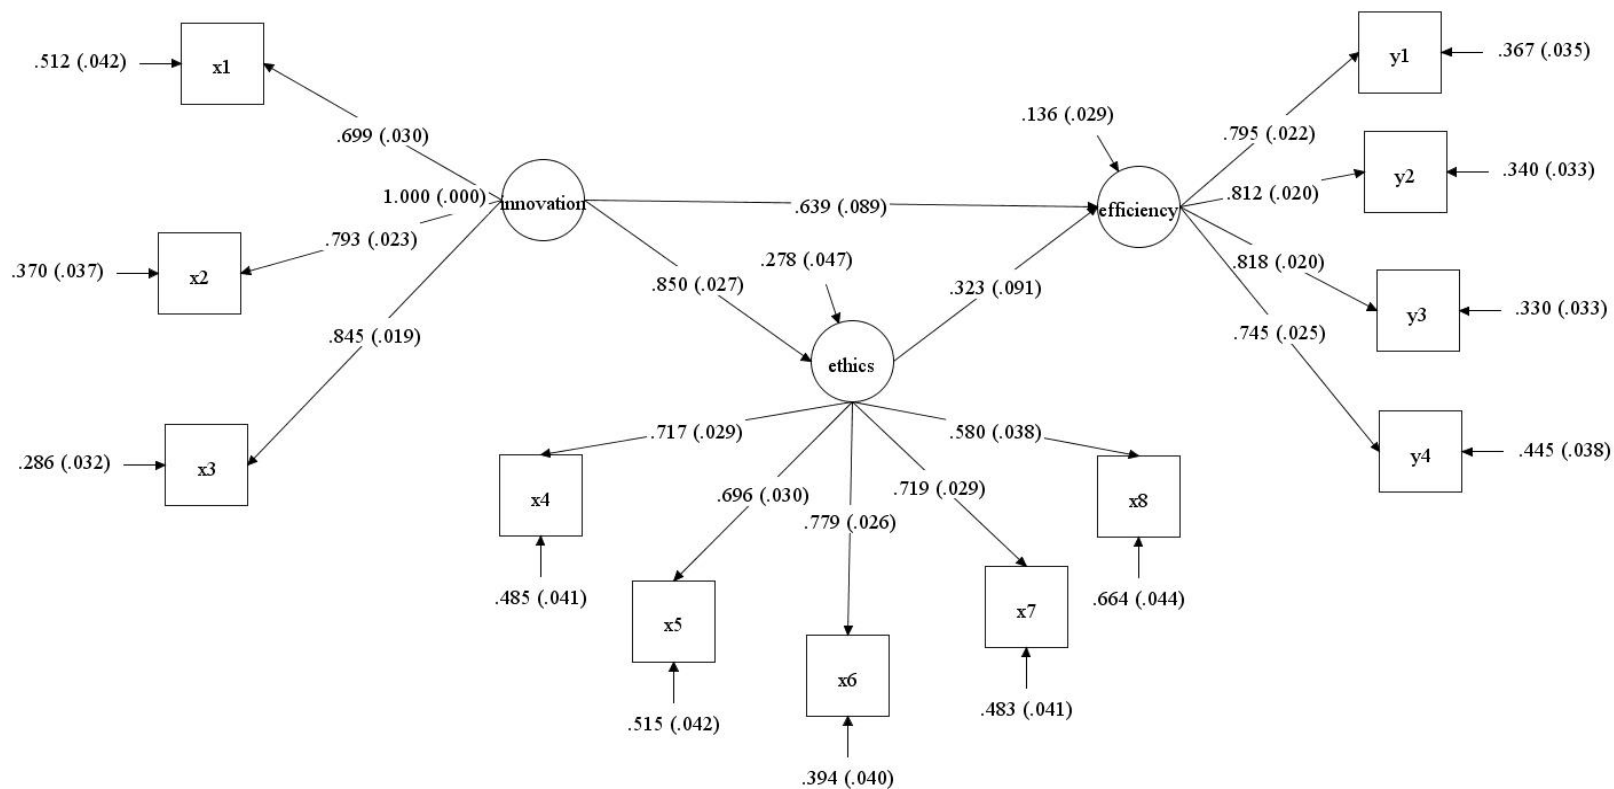 .512 (.042)
x1
.699 (.030)
1.000 (.000)
innovation
.793 (.023)
.370 (.037)
x2
.845 (.019)
.286 (.032)
x3
.639 (.089)
.850 (.027)
.278 (.047)
ethics
.323 (.091)
.136 (.029)
efficiency
.795 (.022)
y1
.367 (.035)
.812 (.020)
y2
.340 (.033)
.818 (.020)
y3
.330 (.033)
.745 (.025)
y4
.445 (.038)
.717 (.029)
x4
.485 (.041)
.696 (.030)
x5
.515 (.042)
.779 (.026)
x6
.394 (.040)
.719 (.029)
x7
.483 (.041)
.580 (.038)
x8
.664 (.044)